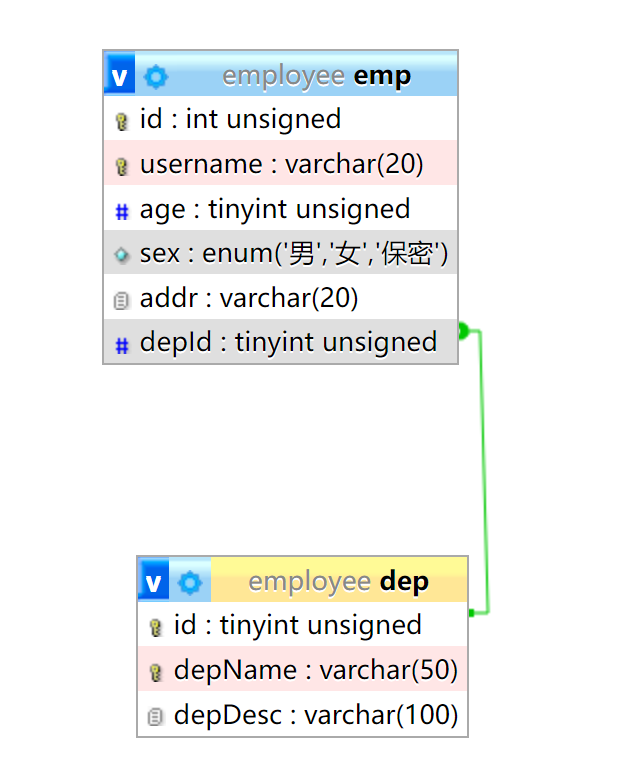 v employee emp
id : int unsigned
username : varchar(20)
# age : tinyint unsigned
sex : enum('男','女','保密')
addr : varchar(20)
# depId : tinyint unsigned
v employee dep
id : tinyint unsigned
depName : varchar(50)
depDesc : varchar(100)